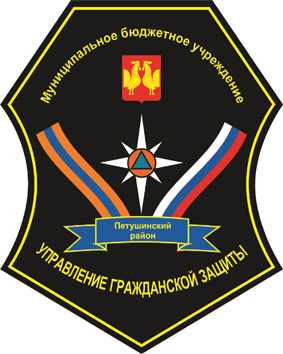 Муниципальное бюджетное учреждение
Петушинский
район
УПРАВЛЕНИЕ ГРАЖДАНСКОЙ ЗАЩИТЫ